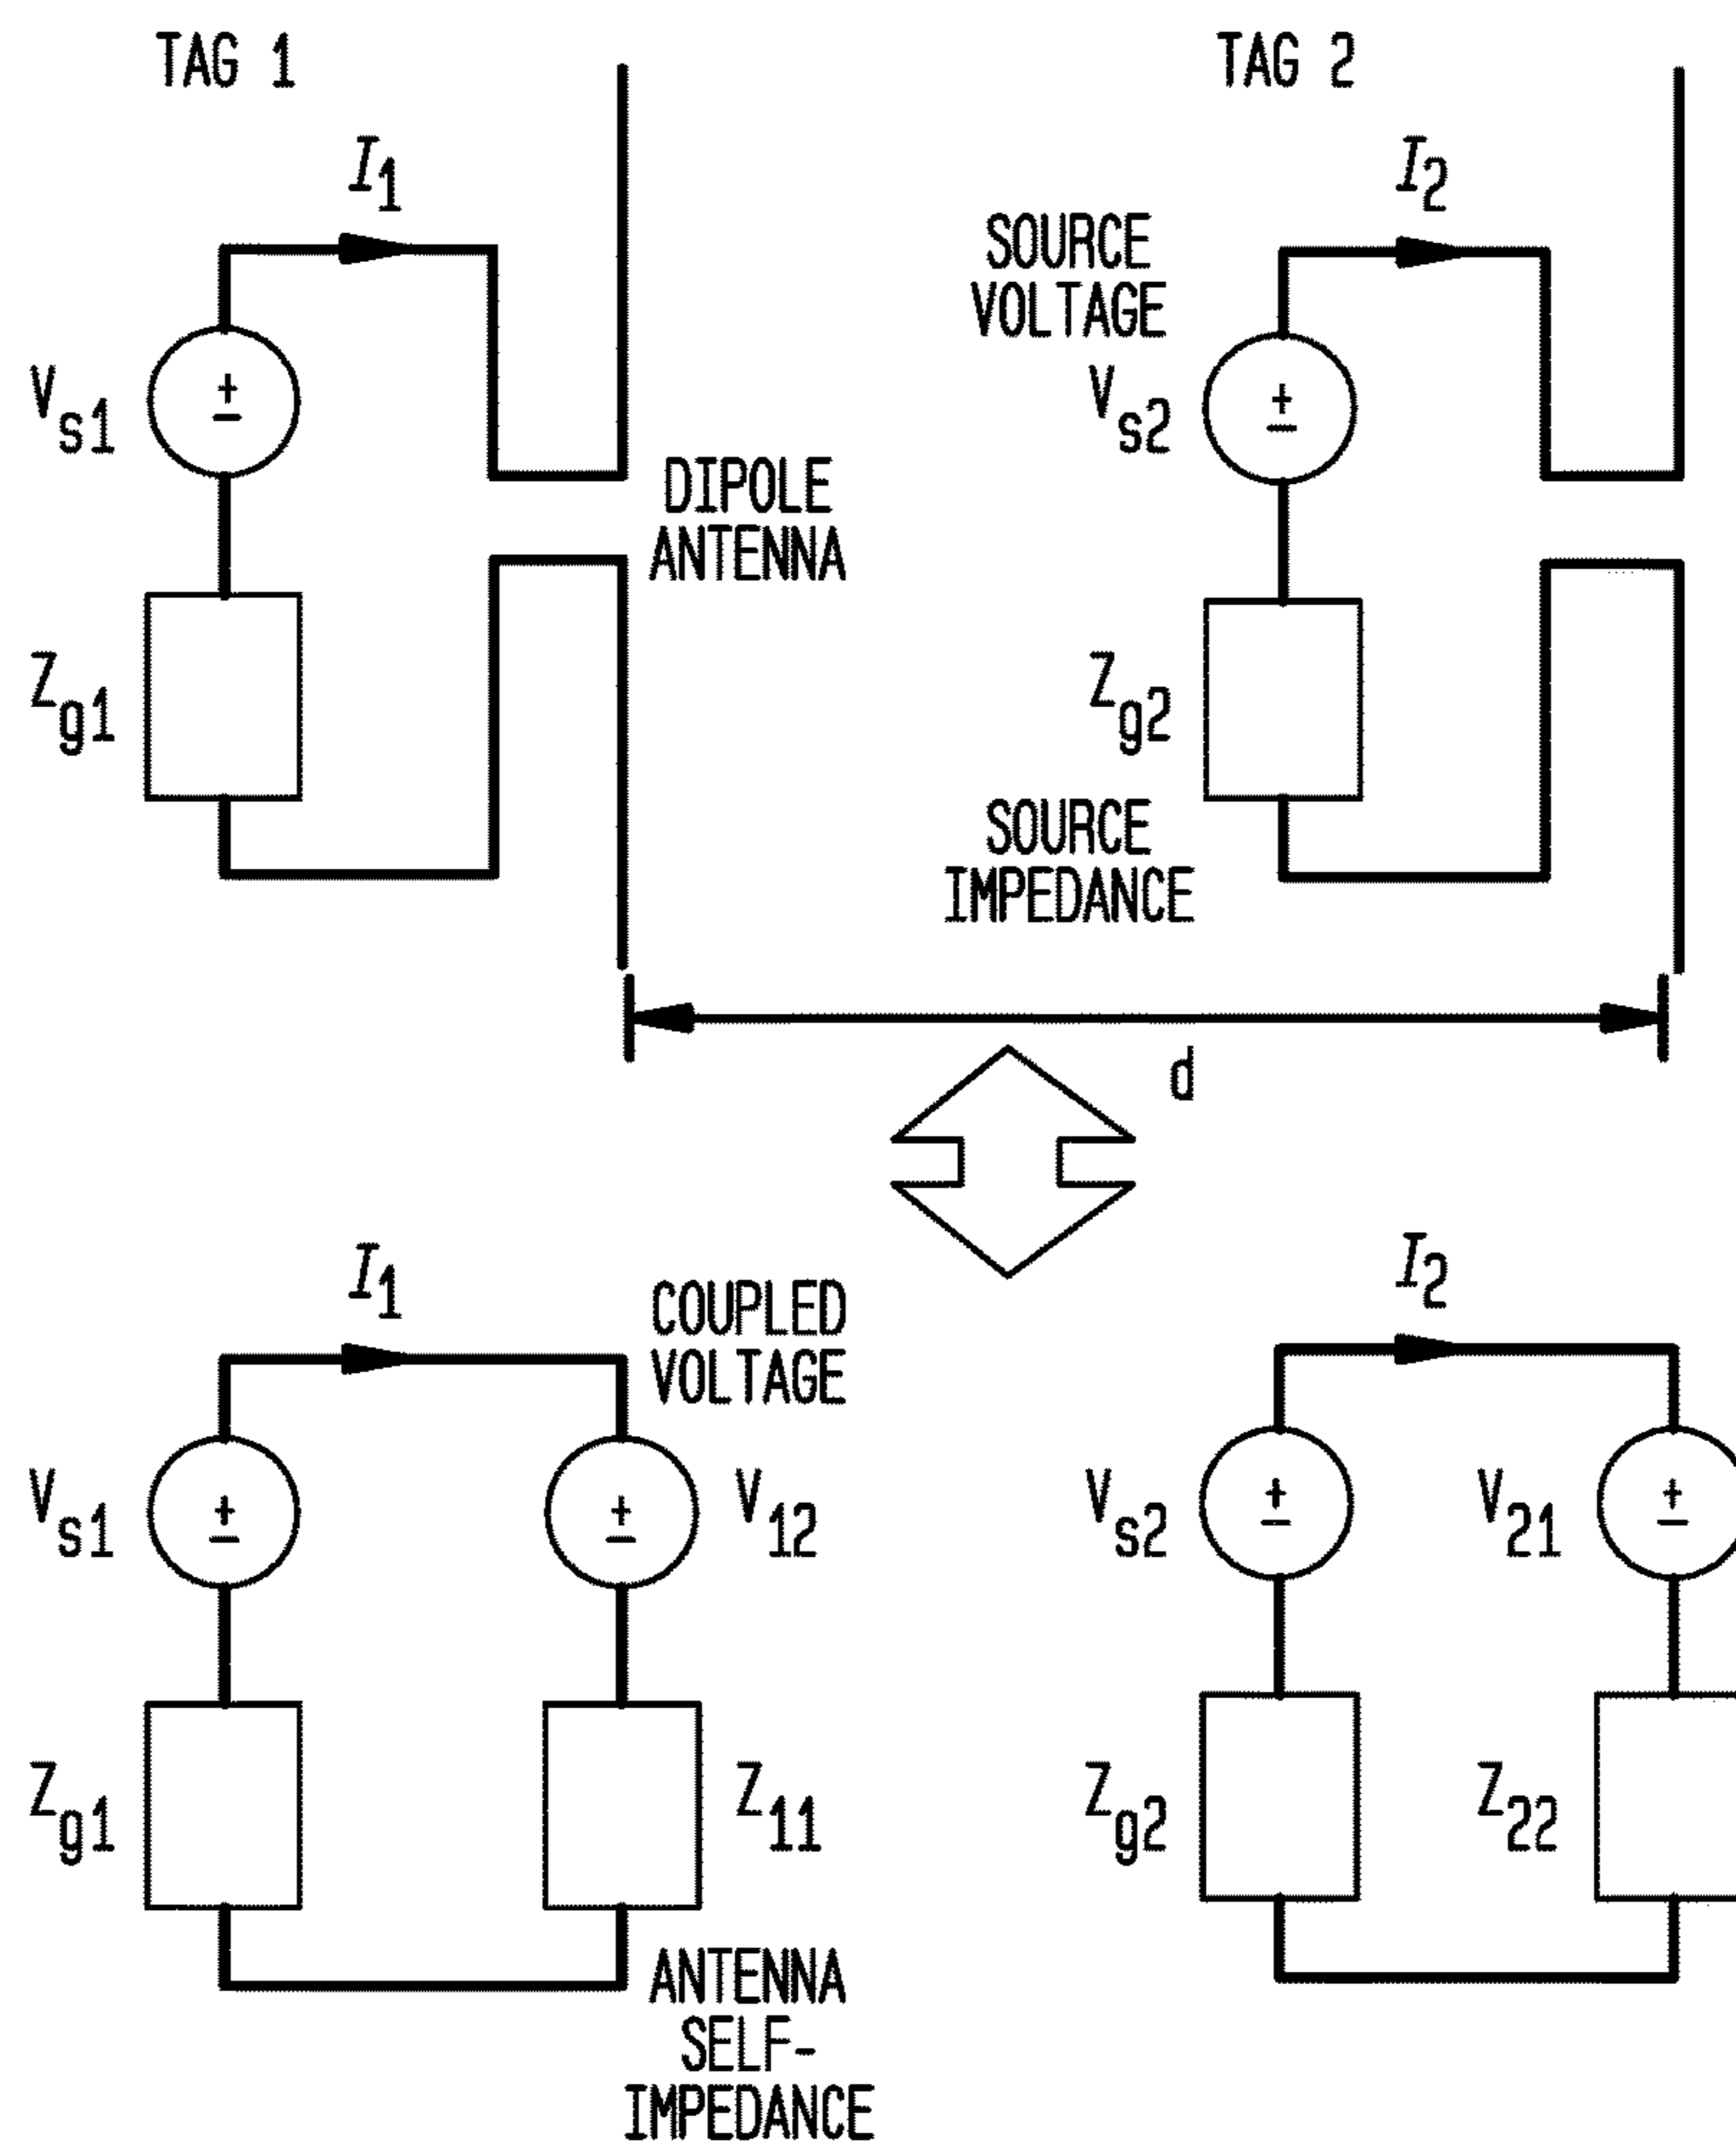 TAG 1
TAG 2
I1
I2
SOURCE
VOLTAGE
+
-
+
-
Vs1
Vs2
DIPOLE
ANTENNA
Zg1
Zg2
SOURCE
IMPEDANCE
d
I1
I2
COUPLED
VOLTAGE
Vs1
+
-
+
-
V12
Vs2
+
-
V21
+
-
Zg1
Z11
Zg2
Z22
ANTENNA
SELF-
IMPEDANCE